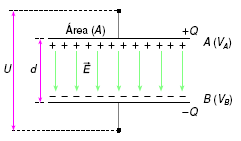 Área (A)
+Q
+ + + + + + + + + + +
A (V_A)
U
d
E⃗
− − − − − − − − − −
B (V_B)
−Q